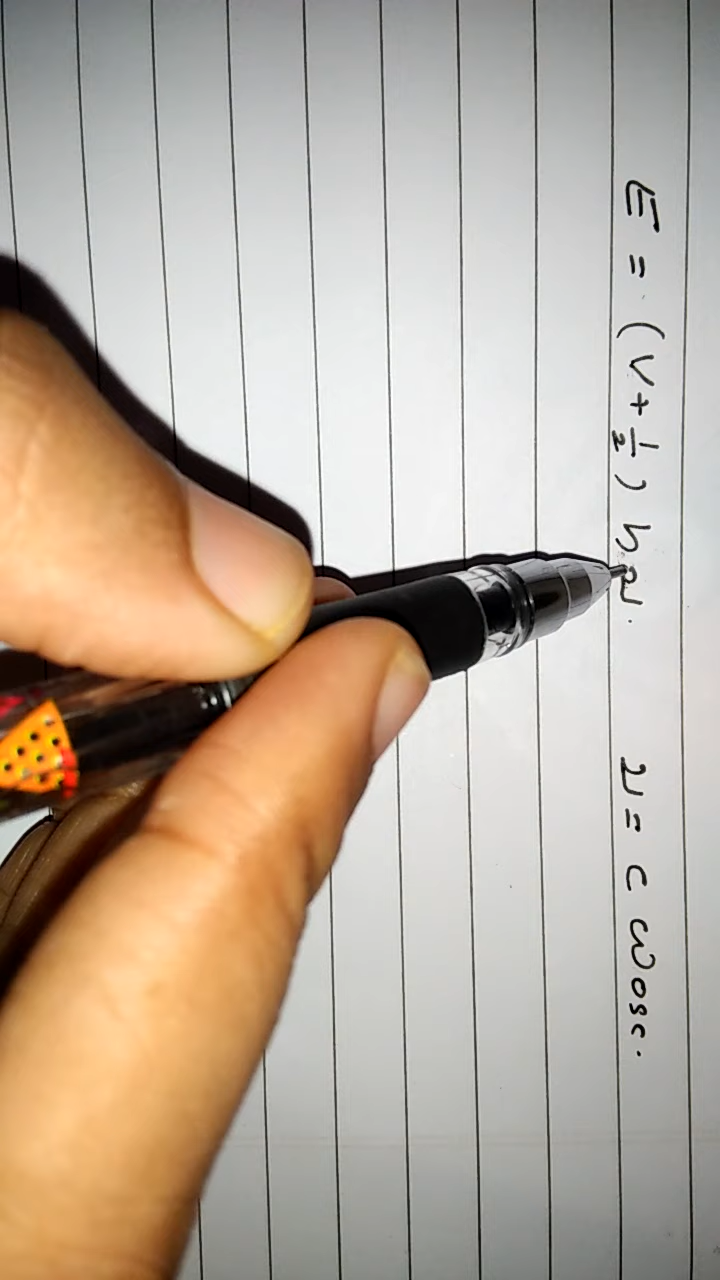 E = (v + 1/2) hν. ν = c ωosc.